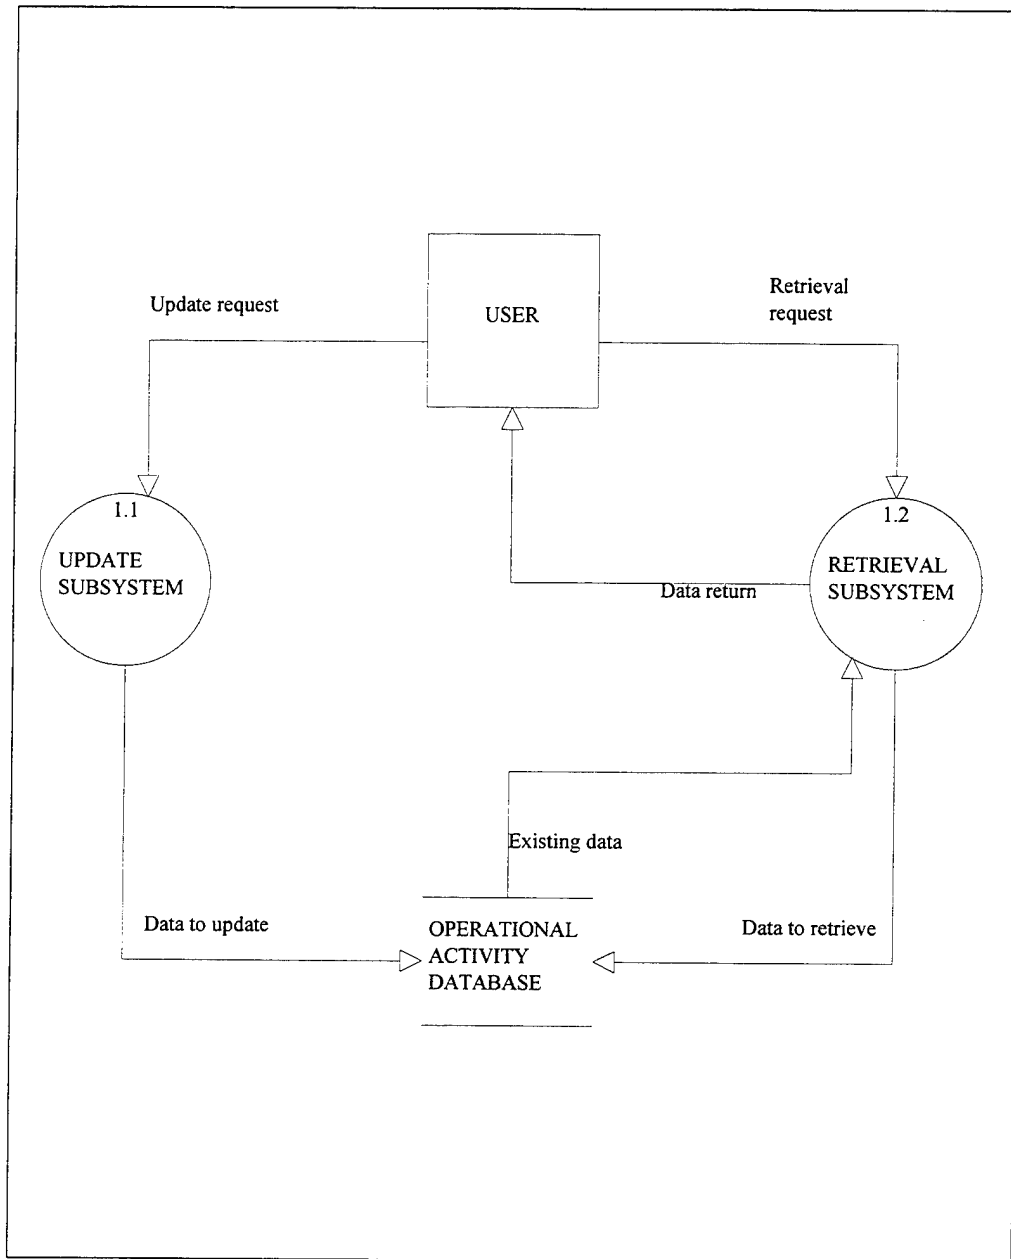 Update request
USER
Retrieval
request
1.1
UPDATE
SUBSYSTEM
1.2
RETRIEVAL
SUBSYSTEM
Data return
Existing data
Data to update
OPERATIONAL
ACTIVITY
DATABASE
Data to retrieve